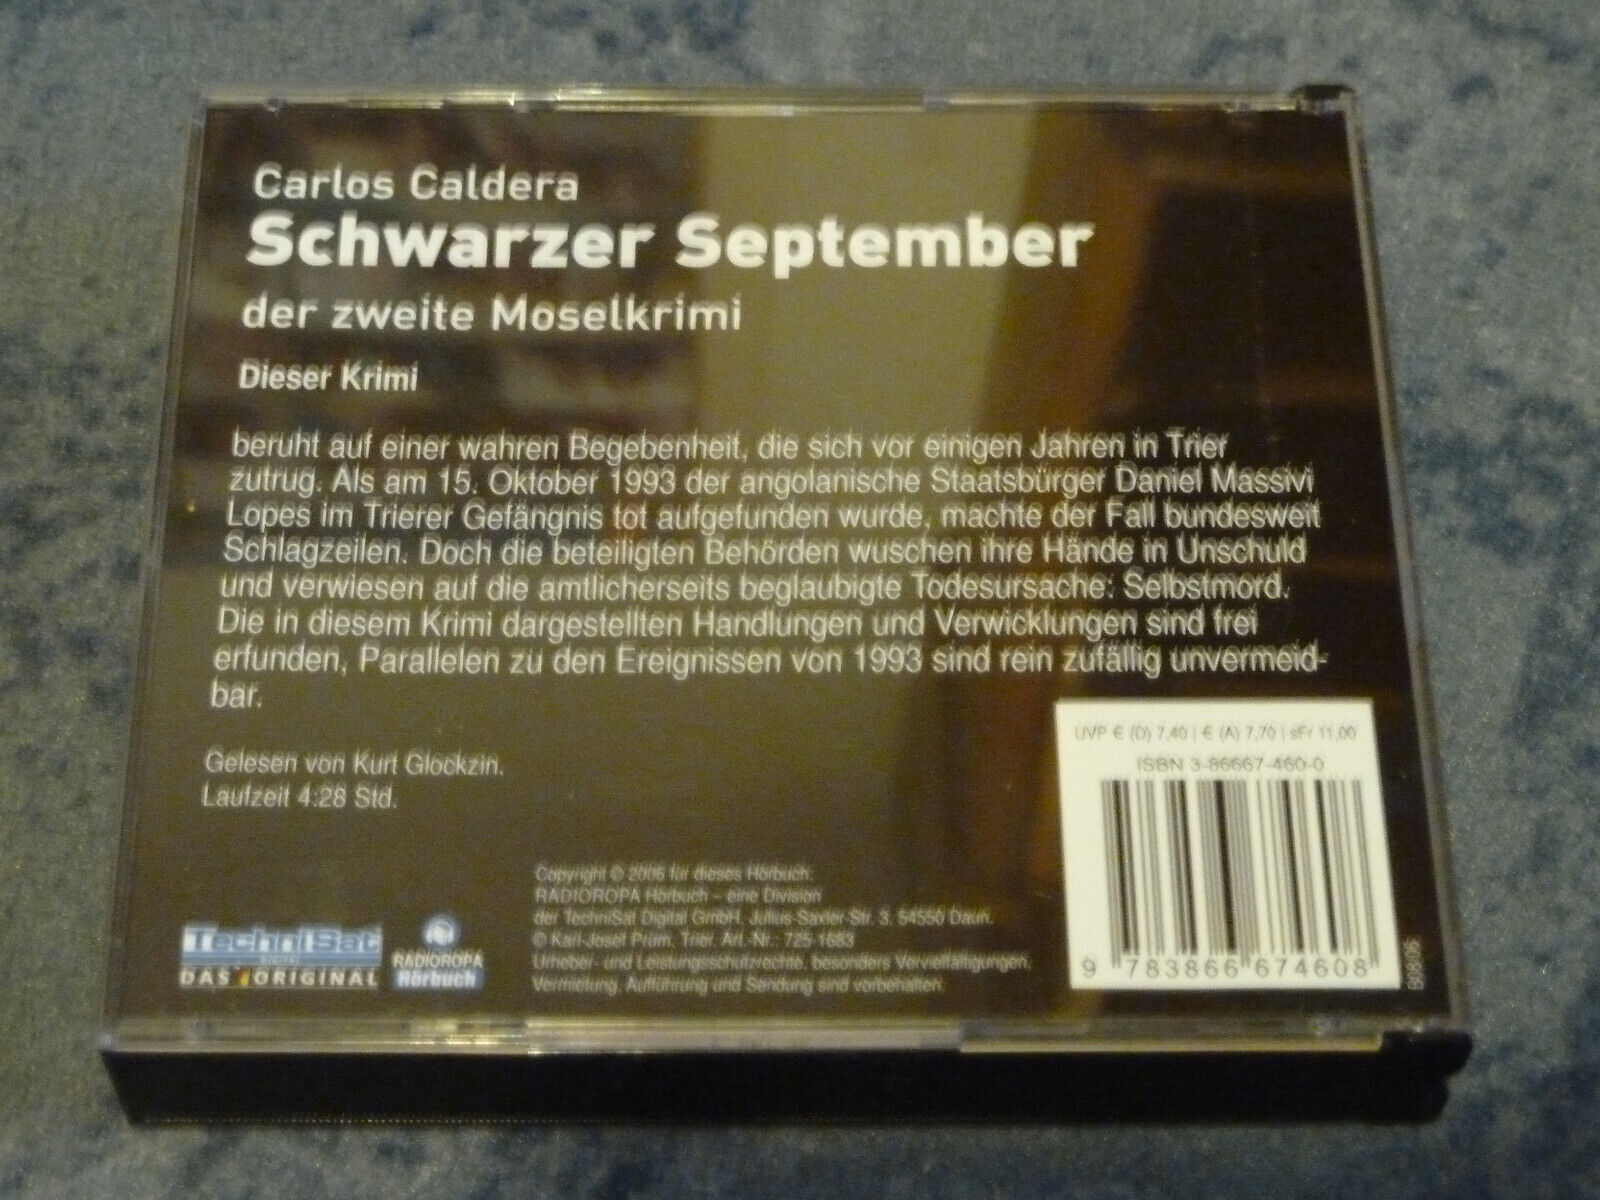 Carlos Caldera
Schwarzer September
der zweite Moselkrimi
Dieser Krimi
beruht auf einer wahren Begebenheit, die sich vor einigen Jahren in Trier
zutrug. Als am 15. Oktober 1993 der angolanische Staatsbürger Daniel Massivi
Lopes im Trierer Gefängnis tot aufgefunden wurde, machte der Fall bundesweit
Schlagzeilen. Doch die beteiligten Behörden wuschen ihre Hände in Unschuld
und verwiesen auf die amtlicherseits beglaubigte Todesursache: Selbstmord.
Die in diesem Krimi dargestellten Handlungen und Verwicklungen sind frei
erfunden, Parallelen zu den Ereignissen von 1993 sind rein zufällig unvermeid-
bar.
Gelesen von Kurt Glockzin.
Laufzeit 4:28 Std.
UVP € (D) 7,40 | € (A) 7,70 | sFr 11,00
ISBN 3-86667-460-0
9 783866 674608
Copyright © 2006 für dieses Hörbuch:
RADIOROPA Hörbuch – eine Division
der TechniSat Digital GmbH, Julius-Saxler-Str. 3, 54550 Daun.
© Karl-Josef Prüm, Trier. Art.-Nr.: 725-1683
Urheber- und Leistungsschutzrechte, besonders Vervielfältigungen,
Vermietung, Aufführung und Sendung sind vorbehalten.
TechniSat
DIGITAL
DAS ORIGINAL
RADIOROPA
Hörbuch